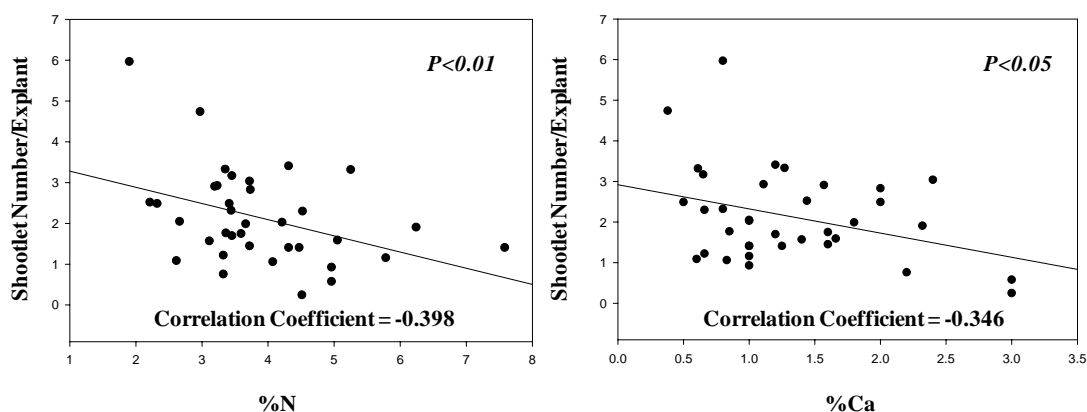 7
6
5
4
3
2
1
0
Shootlet Number/Explant
P<0.01
Correlation Coefficient = -0.398
1 2 3 4 5 6 7 8
%N
7
6
5
4
3
2
1
0
Shootlet Number/Explant
P<0.05
Correlation Coefficient = -0.346
0.0 0.5 1.0 1.5 2.0 2.5 3.0 3.5
%Ca